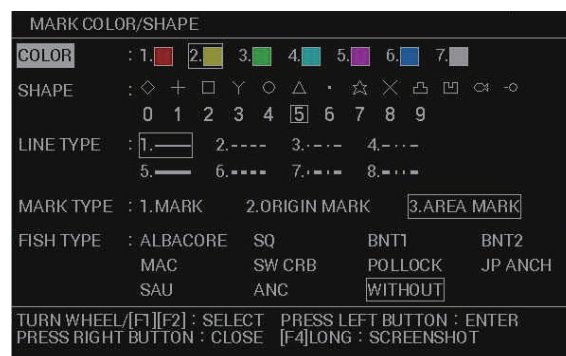 MARK COLOR/SHAPE
COLOR : 1. 2. 3. 4. 5. 6. 7.
SHAPE :
0 1 2 3 4 5 6 7 8 9
LINE TYPE : 1. 2. 3. 4.
5. 6. 7. 8.
MARK TYPE : 1.MARK 2.ORIGIN MARK 3.AREA MARK
FISH TYPE : ALBACORE SQ BNT1 BNT2
MAC SW CRB POLLOCK JP ANCH
SAU ANC WITHOUT
TURN WHEEL/[F1][F2] : SELECT PRESS LEFT BUTTON : ENTER
PRESS RIGHT BUTTON : CLOSE [F4]LONG : SCREENSHOT